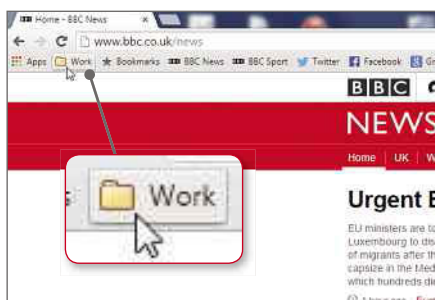 Home - BBC News
www.bbc.co.uk/news
Apps Work Bookmarks BBC News BBC Sport Twitter Facebook
BBC
NEWS
Home UK
Work
Urgent
EU ministers are to
Luxembourg to dis
of migrants after th
capsize in the Med
which hundreds die